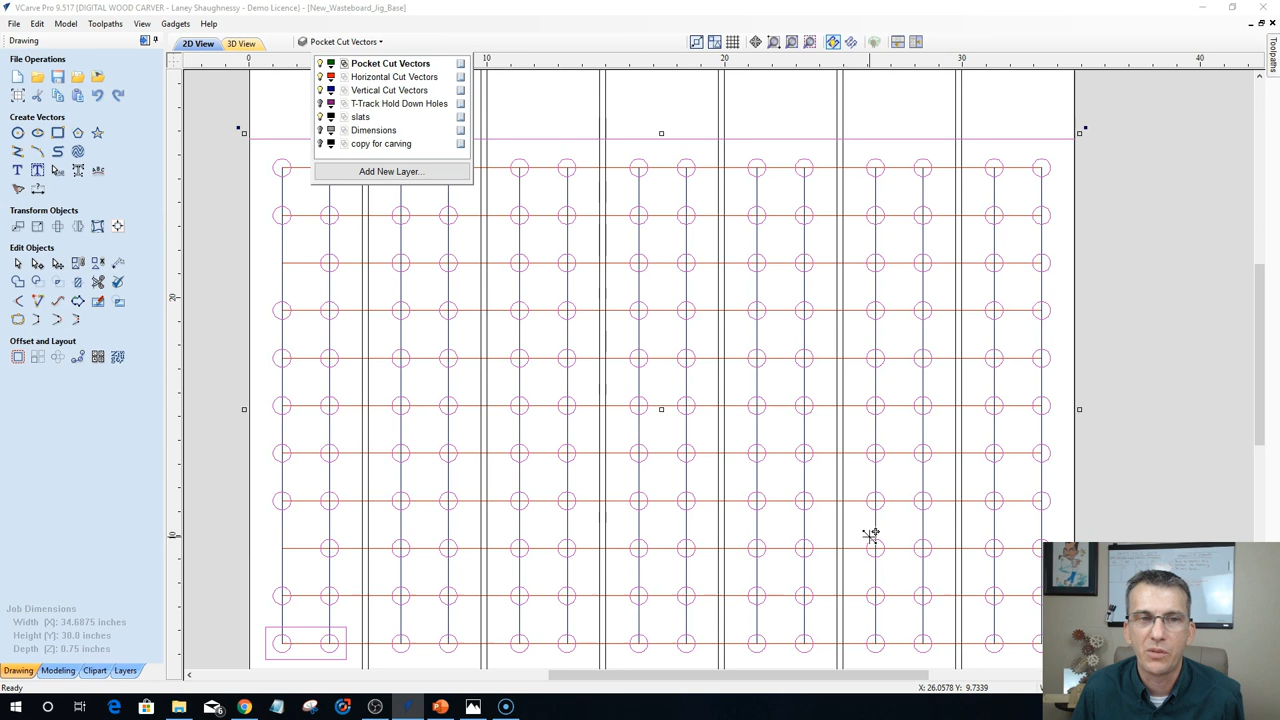 VCarve Pro 9.517 {DIGITAL WOOD CARVER - Laney Shaughnessy - Demo Licence} - [New_Wasteboard_Jig_Base]
File Edit Model Toolpaths View Gadgets Help
Drawing
2D View 3D View Pocket Cut Vectors
File Operations
0 10 20 30 40
Pocket Cut Vectors
Horizontal Cut Vectors
Vertical Cut Vectors
T-Track Hold Down Holes
slats
Dimensions
copy for carving
Add New Layer...
Toolpaths
Create Vectors
Transform Objects
Edit Objects
20
Offset and Layout
10
Job Dimensions
Width (X): 34.6875 inches
Height (Y): 30.0 inches
Depth (Z): 0.75 inches
Drawing Modeling Clipart Layers
Ready
X: 26.0578 Y: 9.7339